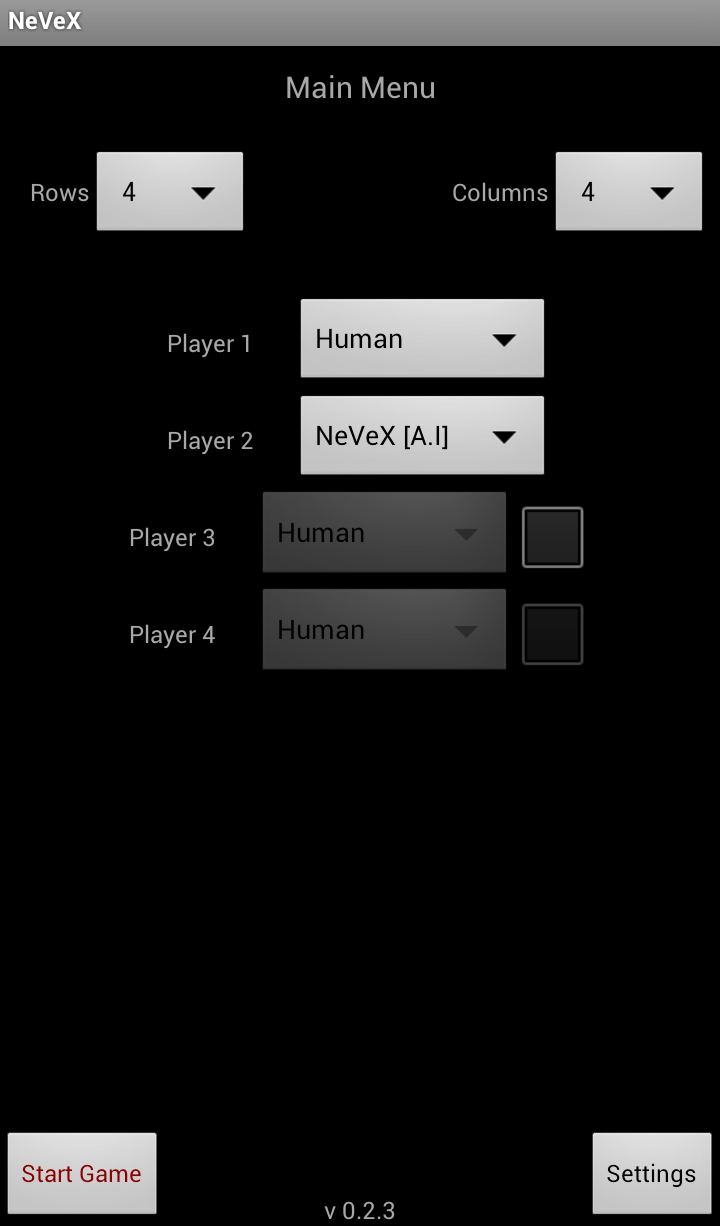 NeVeX
Main Menu
Rows 4 Columns 4
Player 1 Human
Player 2 NeVeX [A.I]
Player 3 Human
Player 4 Human
Start Game Settings
v 0.2.3